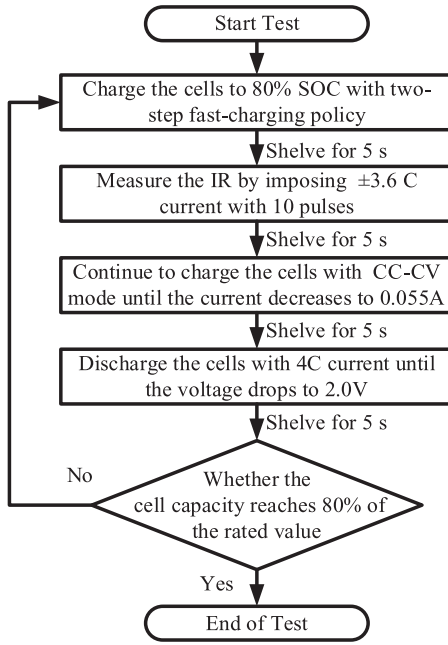 Start Test
Charge the cells to 80% SOC with two-
step fast-charging policy
Shelve for 5 s
Measure the IR by imposing ±3.6 C
current with 10 pulses
Shelve for 5 s
Continue to charge the cells with CC-CV
mode until the current decreases to 0.055A
Shelve for 5 s
Discharge the cells with 4C current until
the voltage drops to 2.0V
Shelve for 5 s
No
Whether the
cell capacity reaches 80% of
the rated value
Yes
End of Test